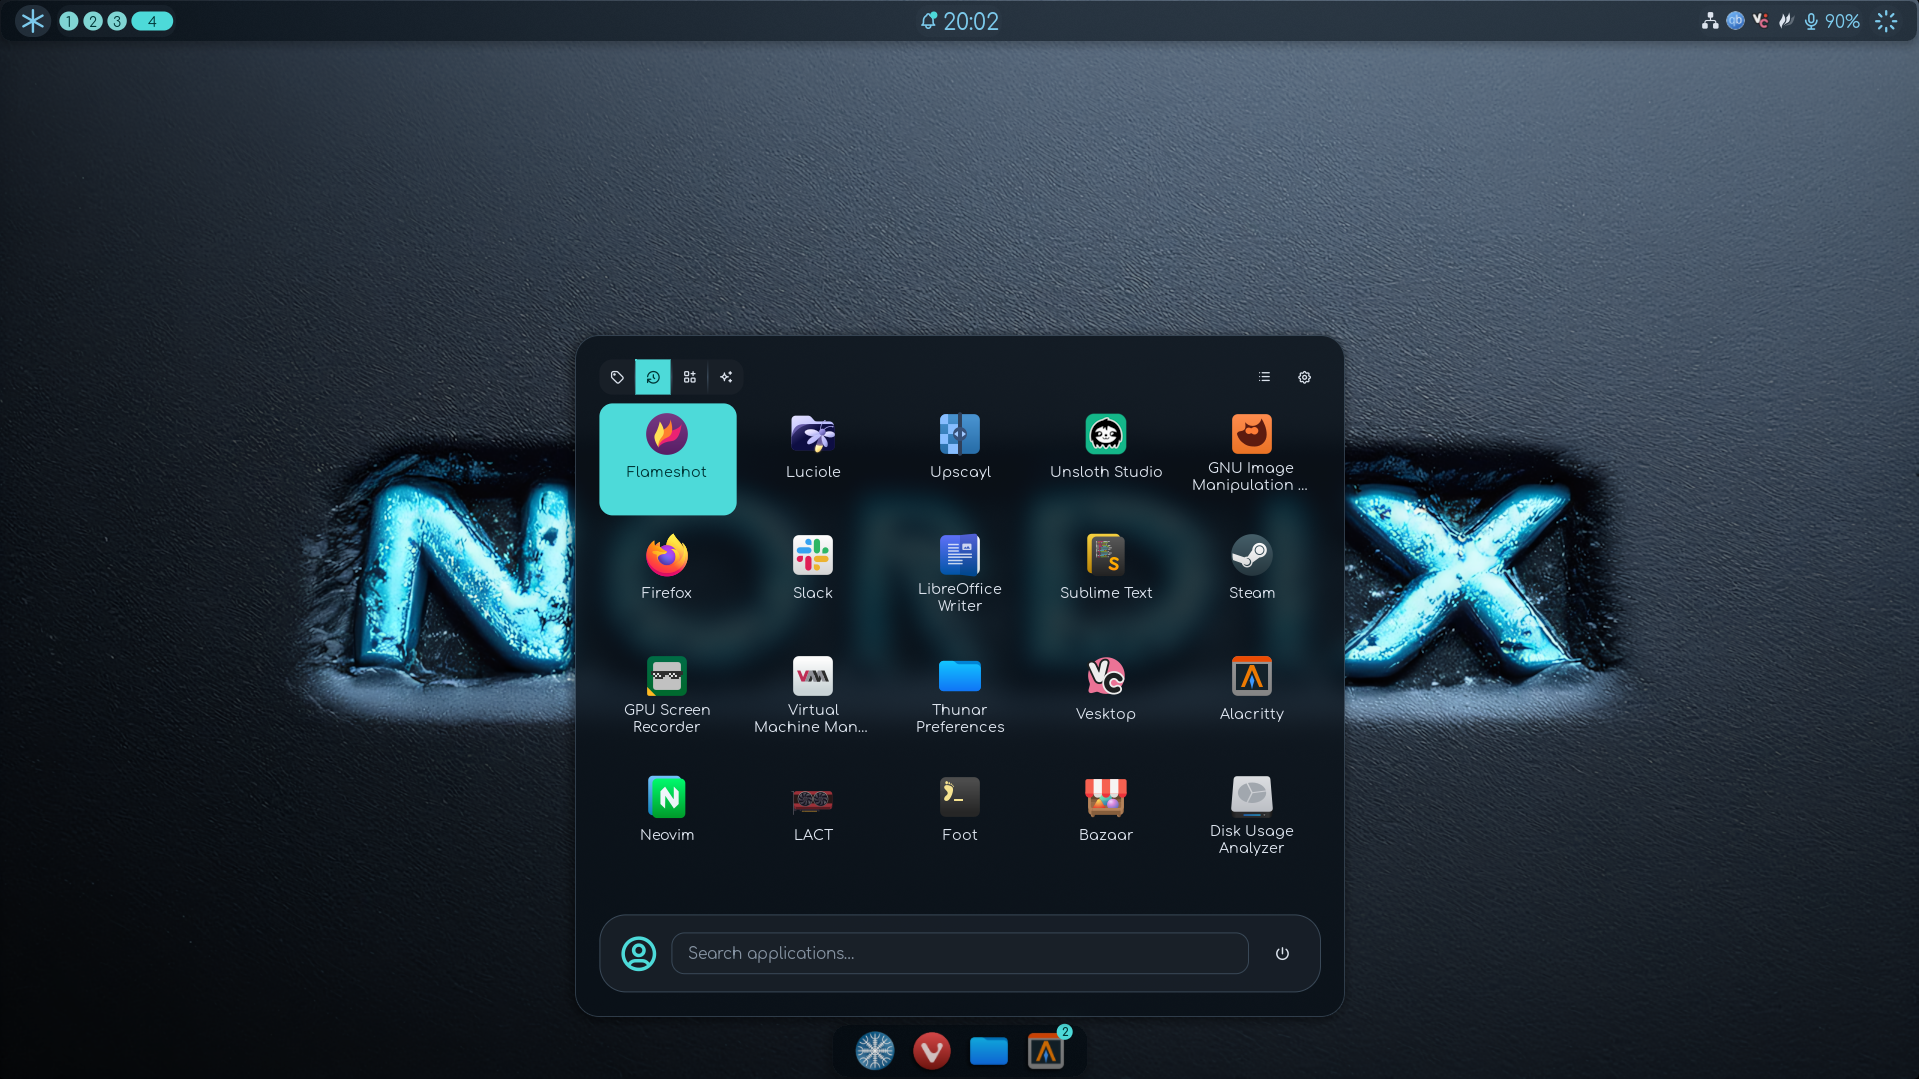 1 2 3 4
20:02
90%
Flameshot
Luciole
Upscayl
Unsloth Studio
GNU Image
Manipulation ...
Firefox
Slack
LibreOffice
Writer
Sublime Text
Steam
GPU Screen
Recorder
Virtual
Machine Man...
Thunar
Preferences
Vesktop
Alacritty
Neovim
LACT
Foot
Bazaar
Disk Usage
Analyzer
Search applications...
2
NORDIX